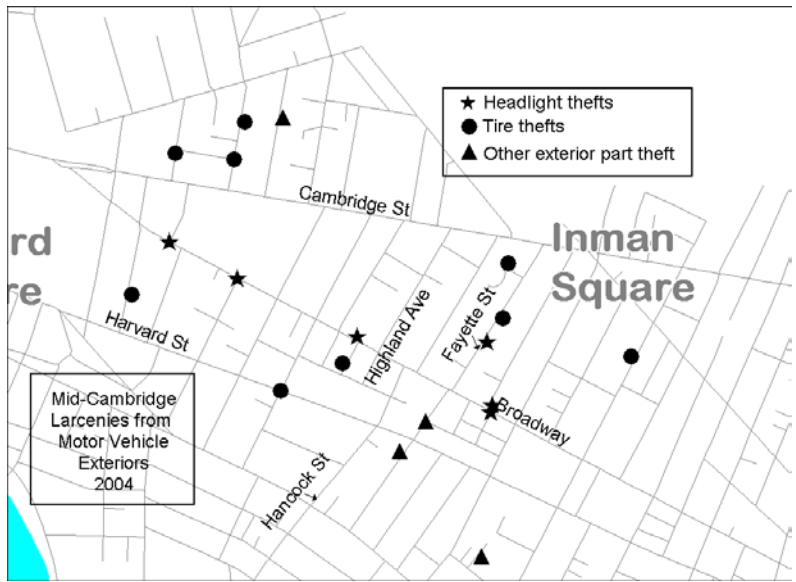 Headlight thefts
Tire thefts
Other exterior part theft
Cambridge St
rd
re
Inman
Square
Harvard St
Highland Ave
Fayette St
Broadway
Mid-Cambridge
Larcenies from
Motor Vehicle
Exteriors
2004
Hancock St